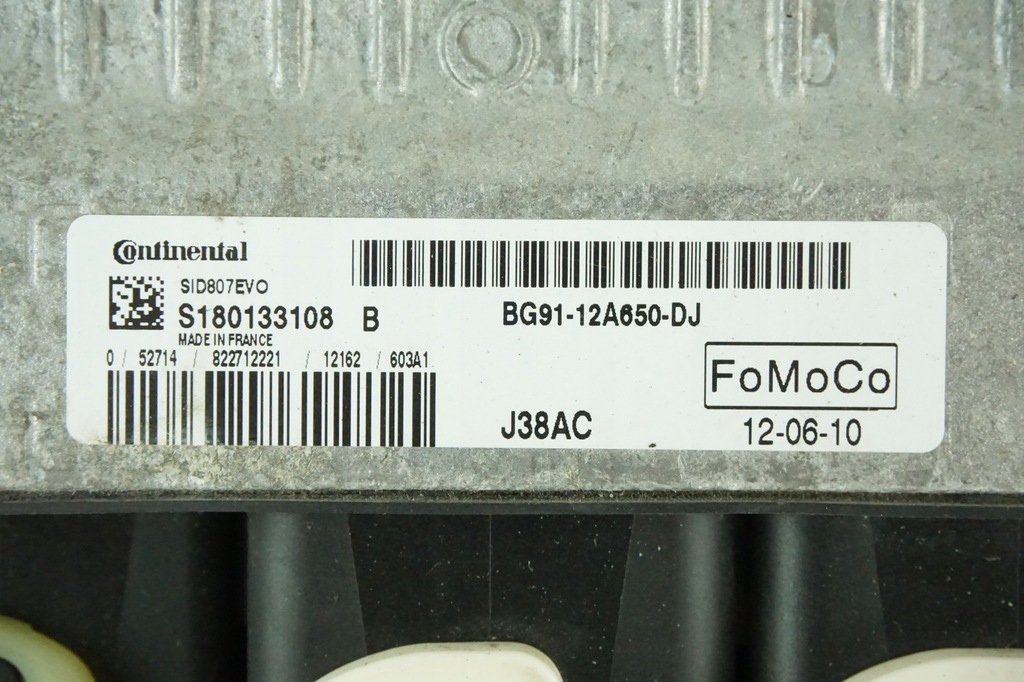 Continental
SID807EVO
S180133108 B
MADE IN FRANCE
0 / 52714 / 822712221 / 12162 / 603A1
BG91-12A650-DJ
FoMoCo
J38AC
12-06-10